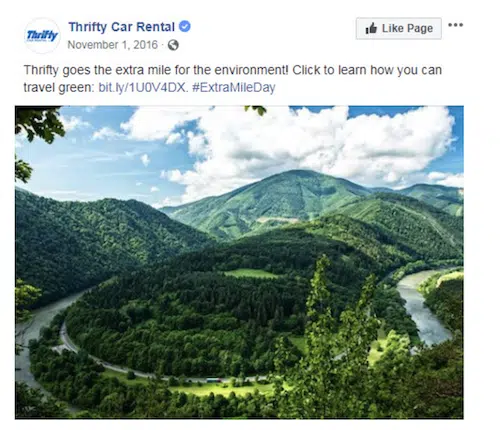 Thrifty
Thrifty Car Rental
Like Page
November 1, 2016
Thrifty goes the extra mile for the environment! Click to learn how you can
travel green: bit.ly/1U0V4DX. #ExtraMileDay